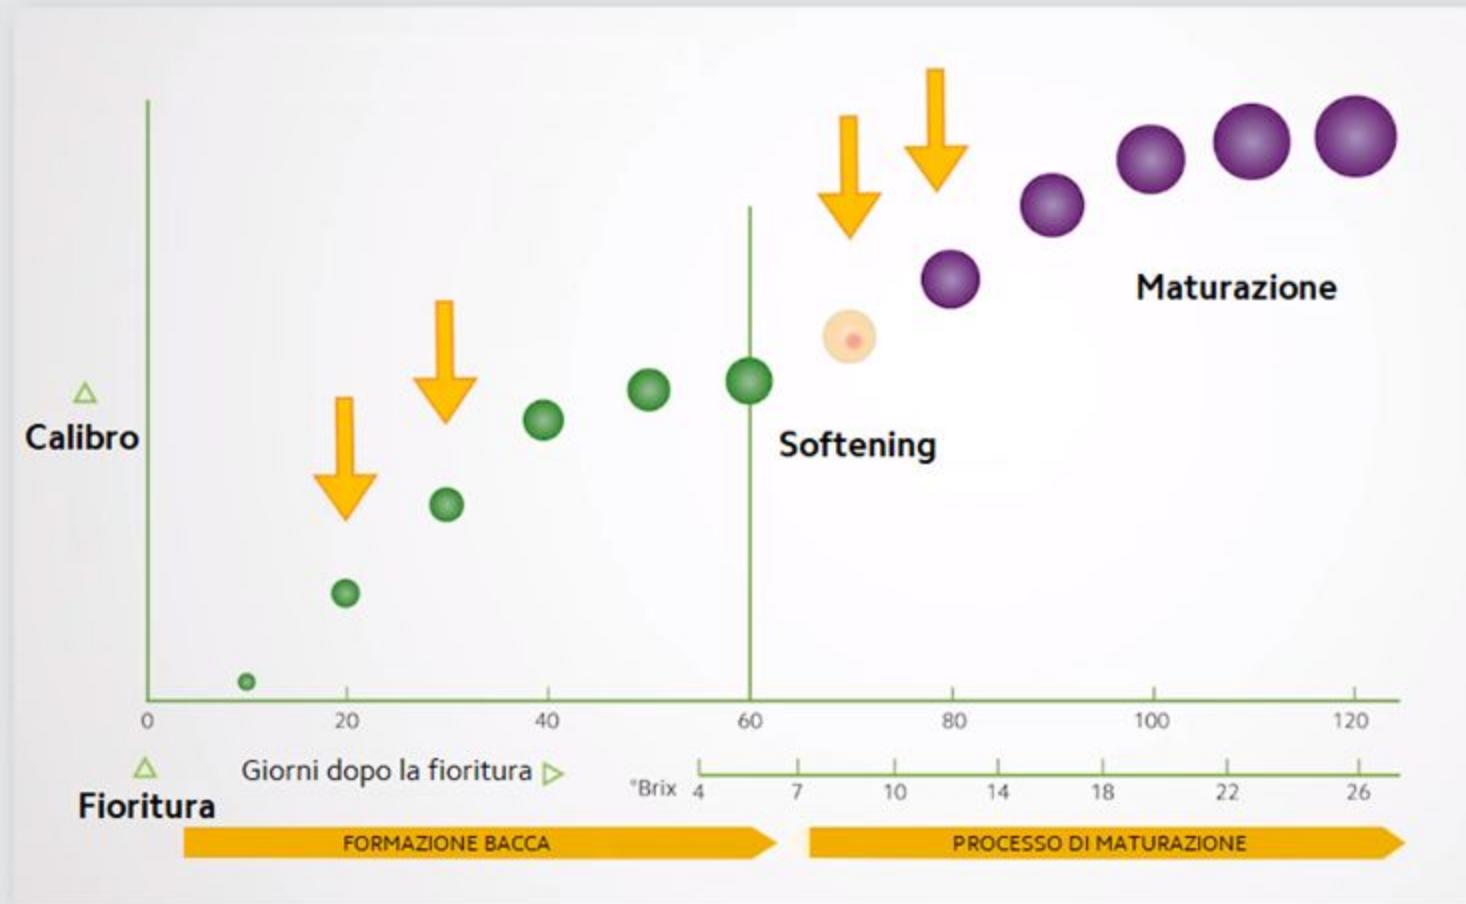 Maturazione
Calibro
Softening
0 20 40 60 80 100 120
Giorni dopo la fioritura
°Brix 4 7 10 14 18 22 26
Fioritura
FORMAZIONE BACCA
PROCESSO DI MATURAZIONE